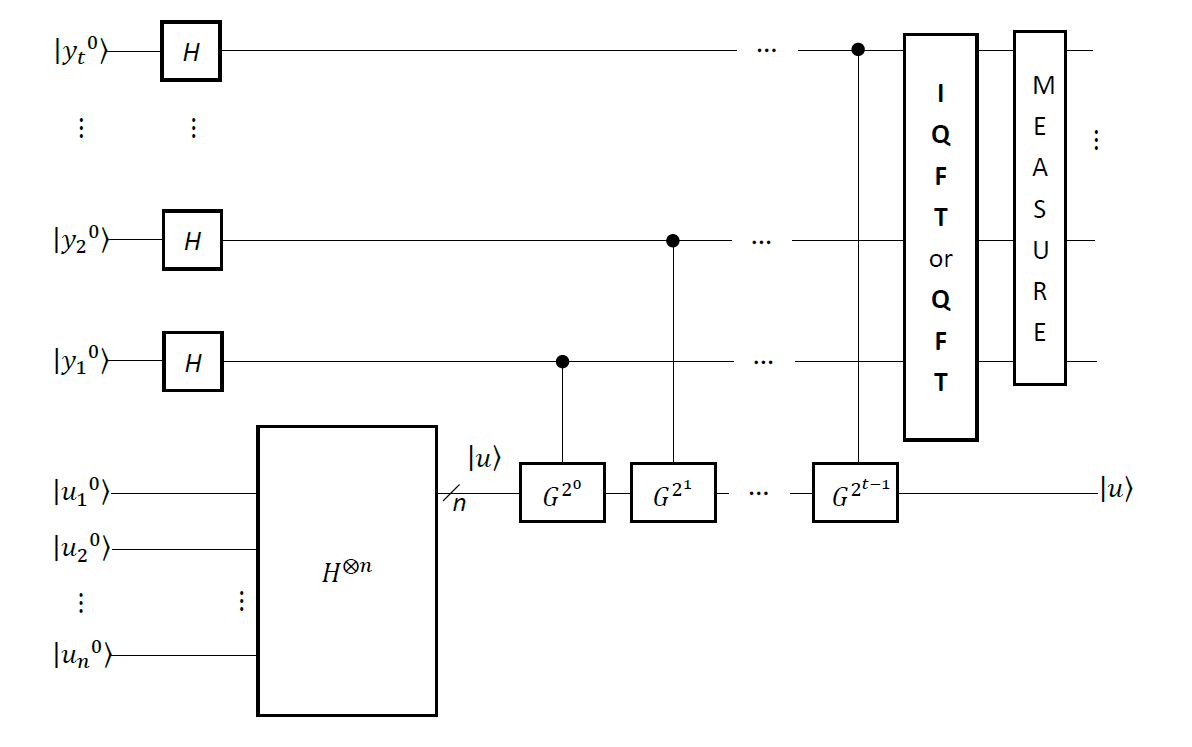 |y_t^0⟩ H ... 
⋮ ⋮ ⋮
|y_2^0⟩ H ...
|y_1^0⟩ H ...
I
Q
F
T
or
Q
F
T
M
E
A
S
U
R
E
|u_1^0⟩
|u_2^0⟩
⋮ ⋮
|u_n^0⟩
H^{⊗n}
|u⟩
n
G^{2^0} G^{2^1} ... G^{2^{t-1}} |u⟩